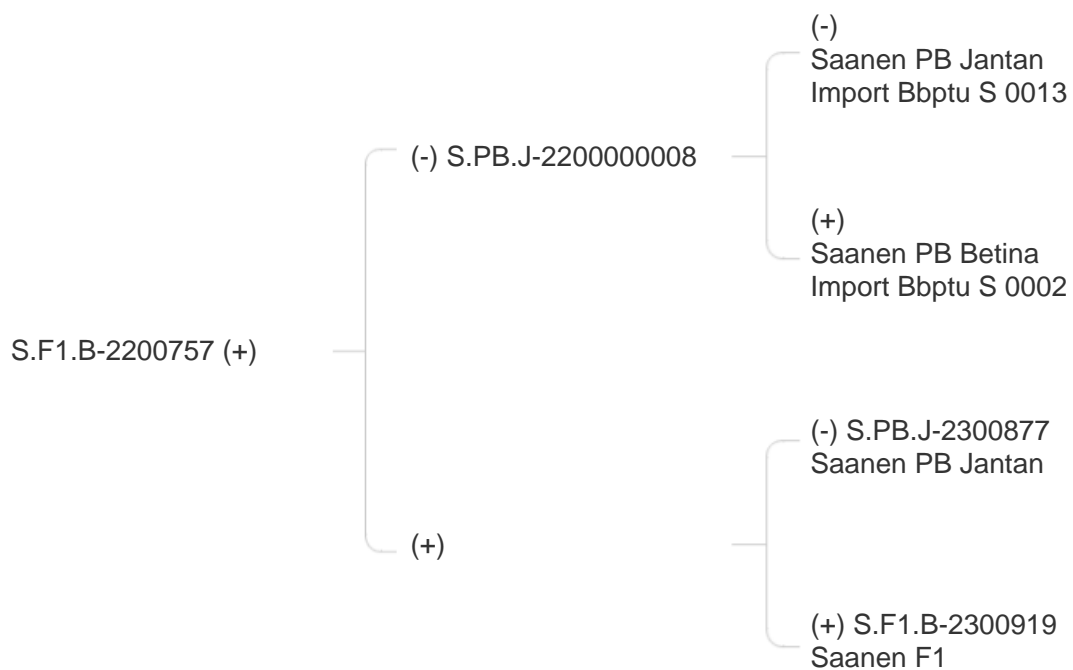 (-)
Saanen PB Jantan
Import Bbptu S 0013
(-) S.PB.J-2200000008
(+)
Saanen PB Betina
Import Bbptu S 0002
S.F1.B-2200757 (+)
(-) S.PB.J-2300877
Saanen PB Jantan
(+)
(+) S.F1.B-2300919
Saanen F1